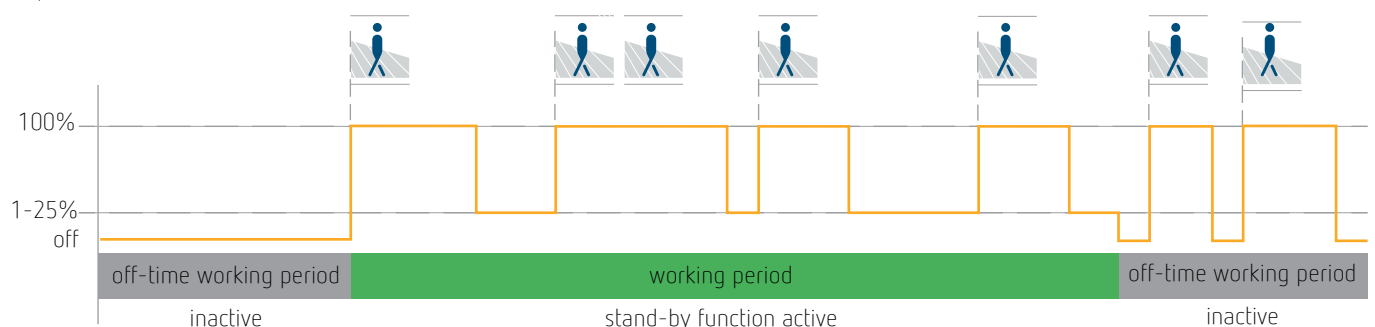 100%
1-25%
off
off-time working period
working period
off-time working period
inactive
stand-by function active
inactive